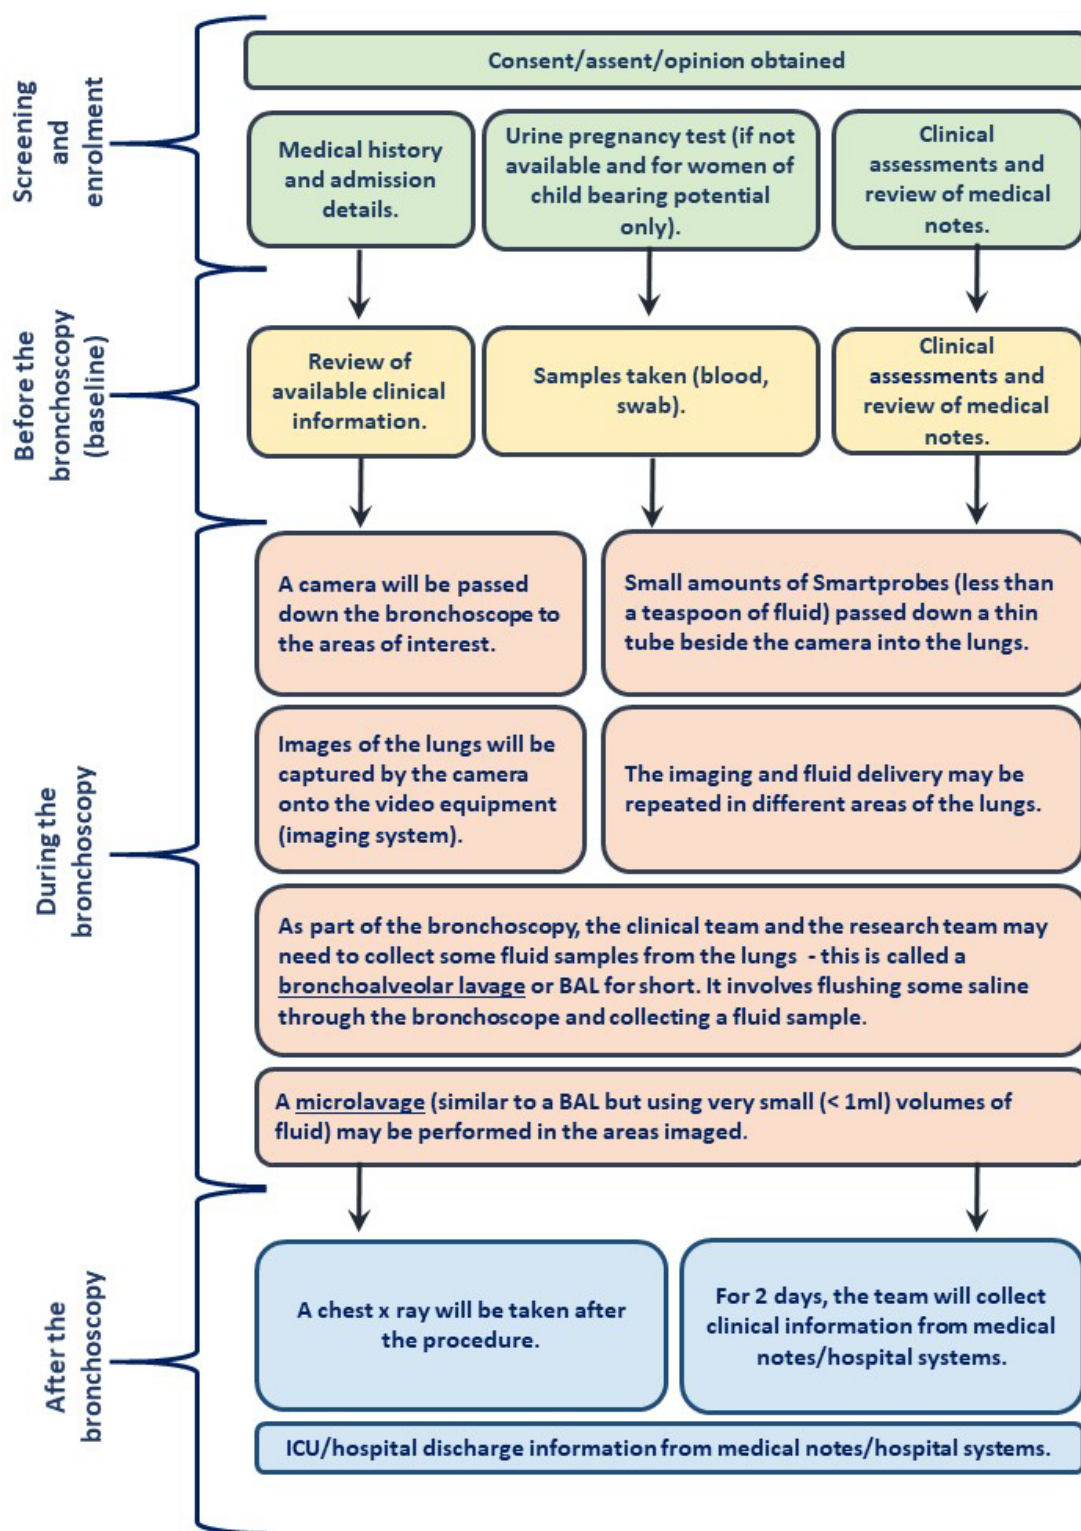 Screening
and
enrolment
Consent/assent/opinion obtained
Medical history
and admission
details.
Urine pregnancy test (if not
available and for women of
child bearing potential
only).
Clinical
assessments and
review of medical
notes.
Before the
bronchoscopy
(baseline)
Review of
available clinical
information.
Samples taken (blood,
swab).
Clinical
assessments and
review of medical
notes.
During the
bronchoscopy
A camera will be passed
down the bronchoscope to
the areas of interest.
Small amounts of Smartprobes (less than
a teaspoon of fluid) passed down a thin
tube beside the camera into the lungs.
Images of the lungs will be
captured by the camera
onto the video equipment
(imaging system).
The imaging and fluid delivery may be
repeated in different areas of the lungs.
As part of the bronchoscopy, the clinical team and the research team may
need to collect some fluid samples from the lungs - this is called a
bronchoalveolar lavage or BAL for short. It involves flushing some saline
through the bronchoscope and collecting a fluid sample.
A microlavage (similar to a BAL but using very small (< 1ml) volumes of
fluid) may be performed in the areas imaged.
After the
bronchoscopy
A chest x ray will be taken after
the procedure.
For 2 days, the team will collect
clinical information from medical
notes/hospital systems.
ICU/hospital discharge information from medical notes/hospital systems.